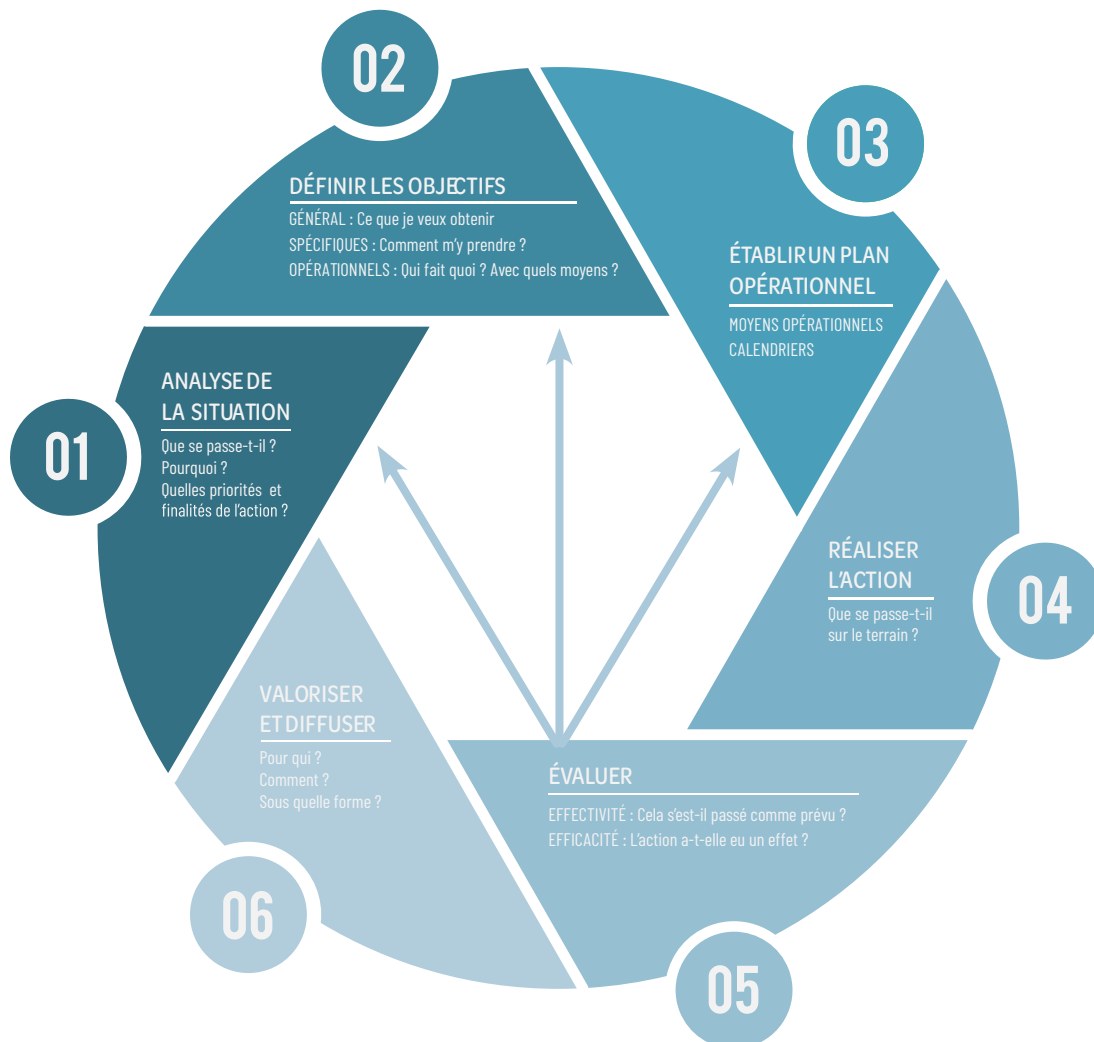 01
ANALYSE DE
LA SITUATION
Que se passe-t-il ?
Pourquoi ?
Quelles priorités et
finalités de l'action ?
02
DÉFINIR LES OBJECTIFS
GÉNÉRAL : Ce que je veux obtenir
SPÉCIFIQUES : Comment m'y prendre ?
OPÉRATIONNELS : Qui fait quoi ? Avec quels moyens ?
03
ÉTABLIR UN PLAN
OPÉRATIONNEL
MOYENS OPÉRATIONNELS
CALENDRIERS
04
RÉALISER
L'ACTION
Que se passe-t-il
sur le terrain ?
05
ÉVALUER
EFFECTIVITÉ : Cela s'est-il passé comme prévu ?
EFFICACITÉ : L'action a-t-elle eu un effet ?
06
VALORISER
ET DIFFUSER
Pour qui ?
Comment ?
Sous quelle forme ?